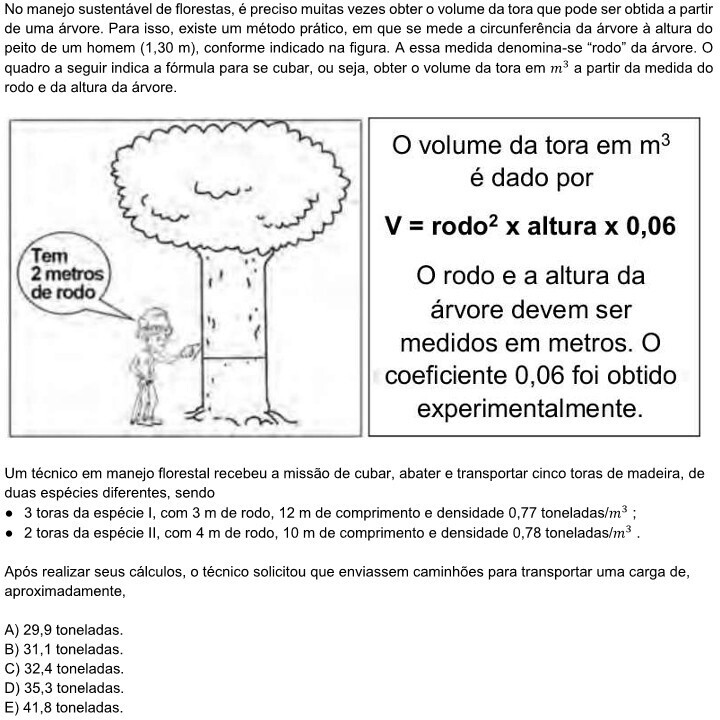 No manejo sustentável de florestas, é preciso muitas vezes obter o volume da tora que pode ser obtida a partir
de uma árvore. Para isso, existe um método prático, em que se mede a circunferência da árvore à altura do
peito de um homem (1,30 m), conforme indicado na figura. A essa medida denomina-se “rodo” da árvore. O
quadro a seguir indica a fórmula para se cubar, ou seja, obter o volume da tora em m³ a partir da medida do
rodo e da altura da árvore.
Tem
2 metros
de rodo
O volume da tora em m³
é dado por
V = rodo² x altura x 0,06
O rodo e a altura da
árvore devem ser
medidos em metros. O
coeficiente 0,06 foi obtido
experimentalmente.
Um técnico em manejo florestal recebeu a missão de cubar, abater e transportar cinco toras de madeira, de
duas espécies diferentes, sendo
● 3 toras da espécie I, com 3 m de rodo, 12 m de comprimento e densidade 0,77 toneladas/m³ ;
● 2 toras da espécie II, com 4 m de rodo, 10 m de comprimento e densidade 0,78 toneladas/m³ .
Após realizar seus cálculos, o técnico solicitou que enviassem caminhões para transportar uma carga de,
aproximadamente,
A) 29,9 toneladas.
B) 31,1 toneladas.
C) 32,4 toneladas.
D) 35,3 toneladas.
E) 41,8 toneladas.